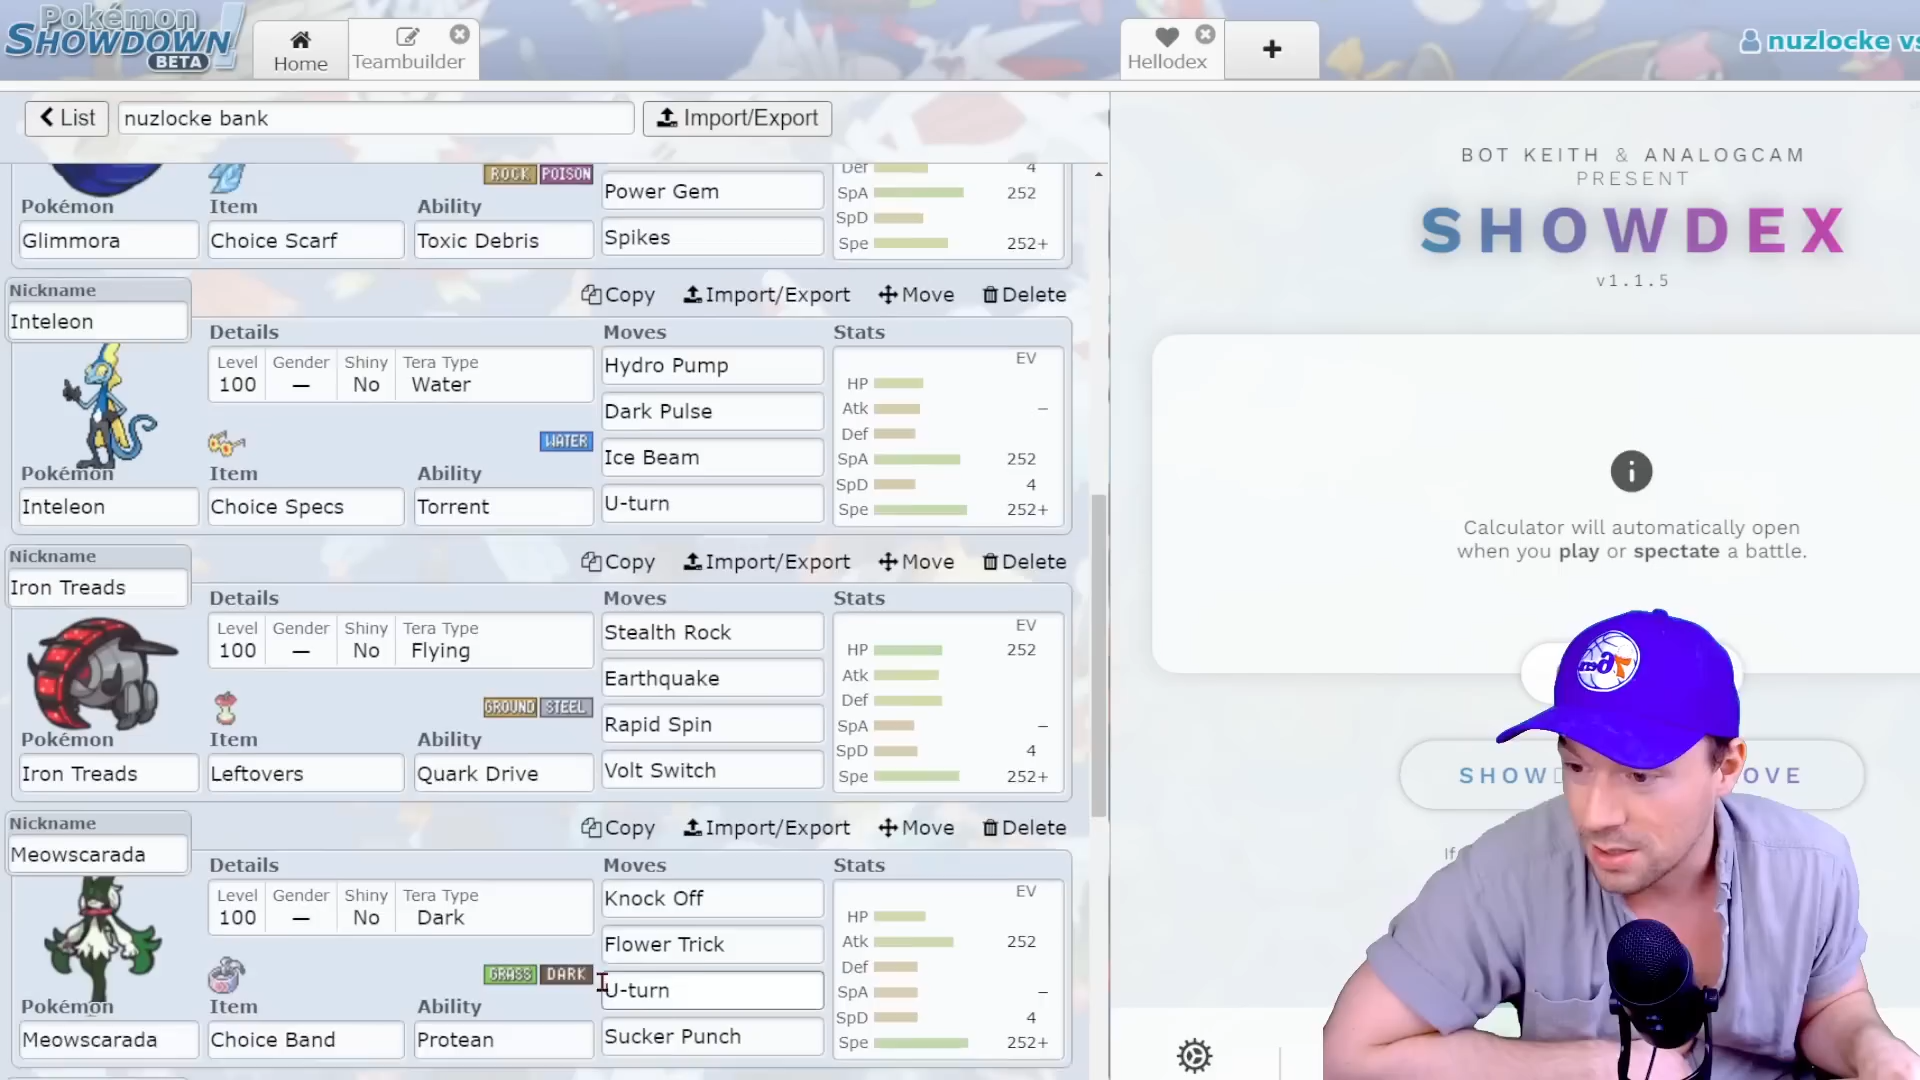 Pokémon
SHOWDOWN!
BETA
Home
Teambuilder
Hellodex
+
nuzlocke vs
List
nuzlocke bank
Import/Export
BOT KEITH & ANALOGCAM
PRESENT
SHOWDEX
v1.1.5
ROCK POISON
Pokémon Item Ability
Glimmora Choice Scarf Toxic Debris
Power Gem
Spikes
Def 4
SpA 252
SpD
Spe 252+
Nickname
Inteleon
Copy Import/Export Move Delete
Details Moves Stats
Level Gender Shiny Tera Type
100 — No Water
WATER
Pokémon Item Ability
Inteleon Choice Specs Torrent
Hydro Pump
Dark Pulse
Ice Beam
U-turn
EV
HP
Atk –
Def
SpA 252
SpD 4
Spe 252+
Nickname
Iron Treads
Copy Import/Export Move Delete
Details Moves Stats
Level Gender Shiny Tera Type
100 — No Flying
GROUND STEEL
Pokémon Item Ability
Iron Treads Leftovers Quark Drive
Stealth Rock
Earthquake
Rapid Spin
Volt Switch
EV
HP 252
Atk
Def
SpA –
SpD 4
Spe 252+
Nickname
Meowscarada
Copy Import/Export Move Delete
Details Moves Stats
Level Gender Shiny Tera Type
100 — No Dark
GRASS DARK
Pokémon Item Ability
Meowscarada Choice Band Protean
Knock Off
Flower Trick
U-turn
Sucker Punch
EV
HP
Atk 252
Def
SpA –
SpD 4
Spe 252+
Calculator will automatically open
when you play or spectate a battle.